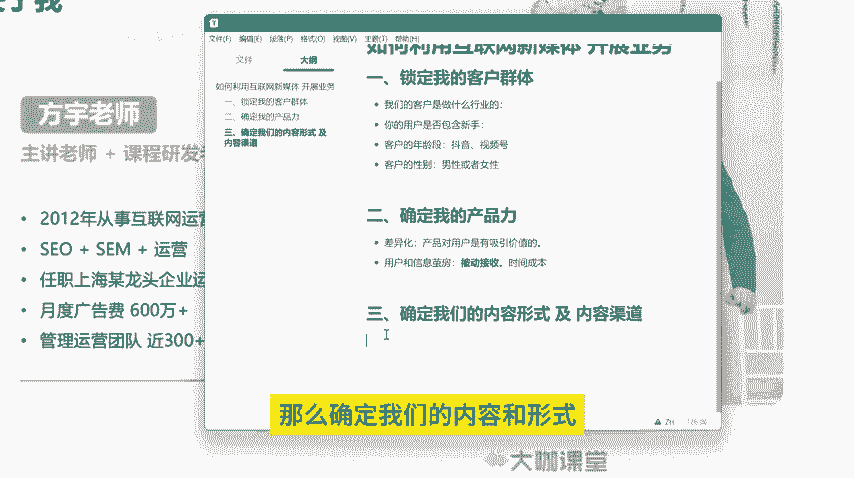 于我
方宇老师
主讲老师 + 课程研发
• 2012年从事互联网运营
• SEO + SEM + 运营
• 任职上海某龙头企业运
• 月度广告费 600万+
• 管理运营团队 近300+
文件(F) 编辑(E) 段落(P) 格式(O) 视图(V) 主题(T) 帮助(H)
文件 大纲
如何利用互联网新媒体 开展业务
一、锁定我的客户群体
二、确定我的产品力
三、确定我们的内容形式 及
内容渠道
如何利用互联网新媒体 开展业务
一、锁定我的客户群体
• 我们的客户是做什么行业的：
• 你的用户是否包含新手：
• 客户的年龄段：抖音、视频号
• 客户的性别：男性或者女性
二、确定我的产品力
• 差异化：产品对用户是有吸引价值的。
• 用户和信息茧房：被动接收。时间成本
三、确定我们的内容形式 及 内容渠道
那么确定我们的内容和形式
大咖课堂